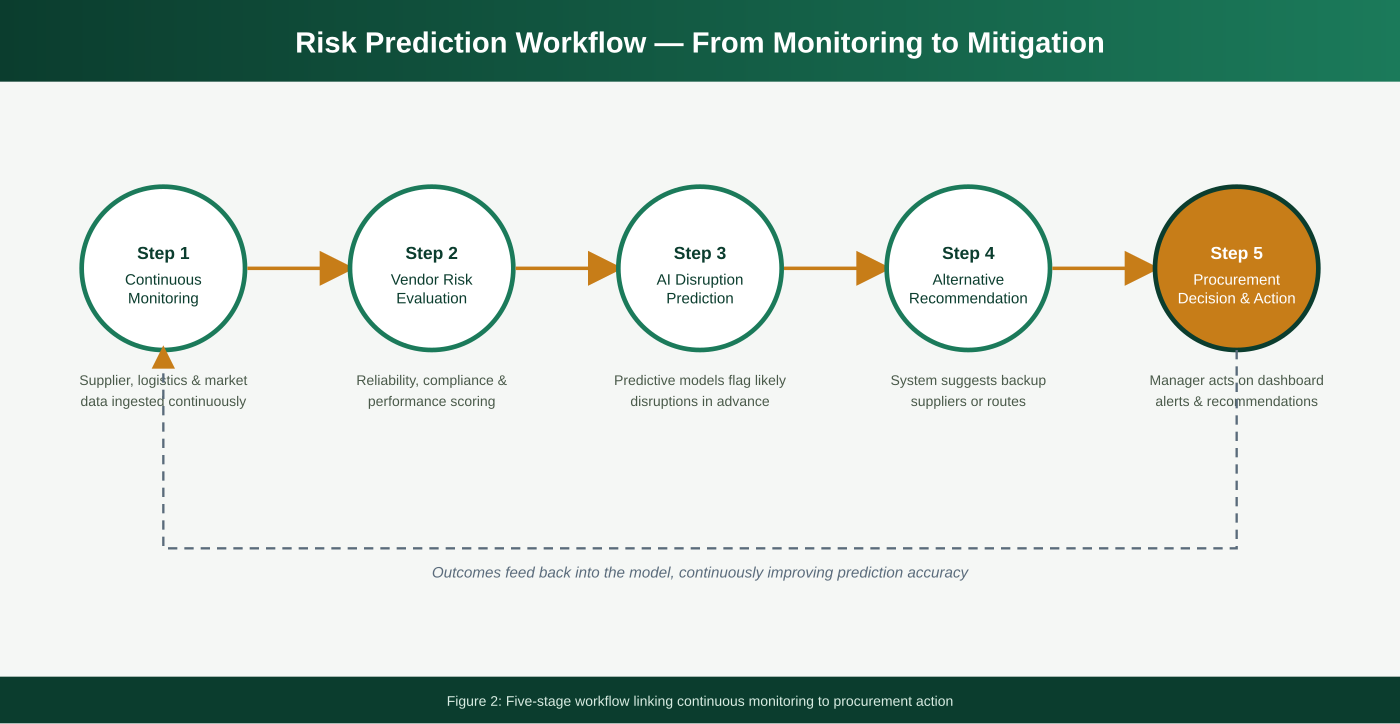 Risk Prediction Workflow — From Monitoring to Mitigation
Step 1
Continuous
Monitoring
Supplier, logistics & market
data ingested continuously
Step 2
Vendor Risk
Evaluation
Reliability, compliance &
performance scoring
Step 3
AI Disruption
Prediction
Predictive models flag likely
disruptions in advance
Step 4
Alternative
Recommendation
System suggests backup
suppliers or routes
Step 5
Procurement
Decision & Action
Manager acts on dashboard
alerts & recommendations
Outcomes feed back into the model, continuously improving prediction accuracy
Figure 2: Five-stage workflow linking continuous monitoring to procurement action